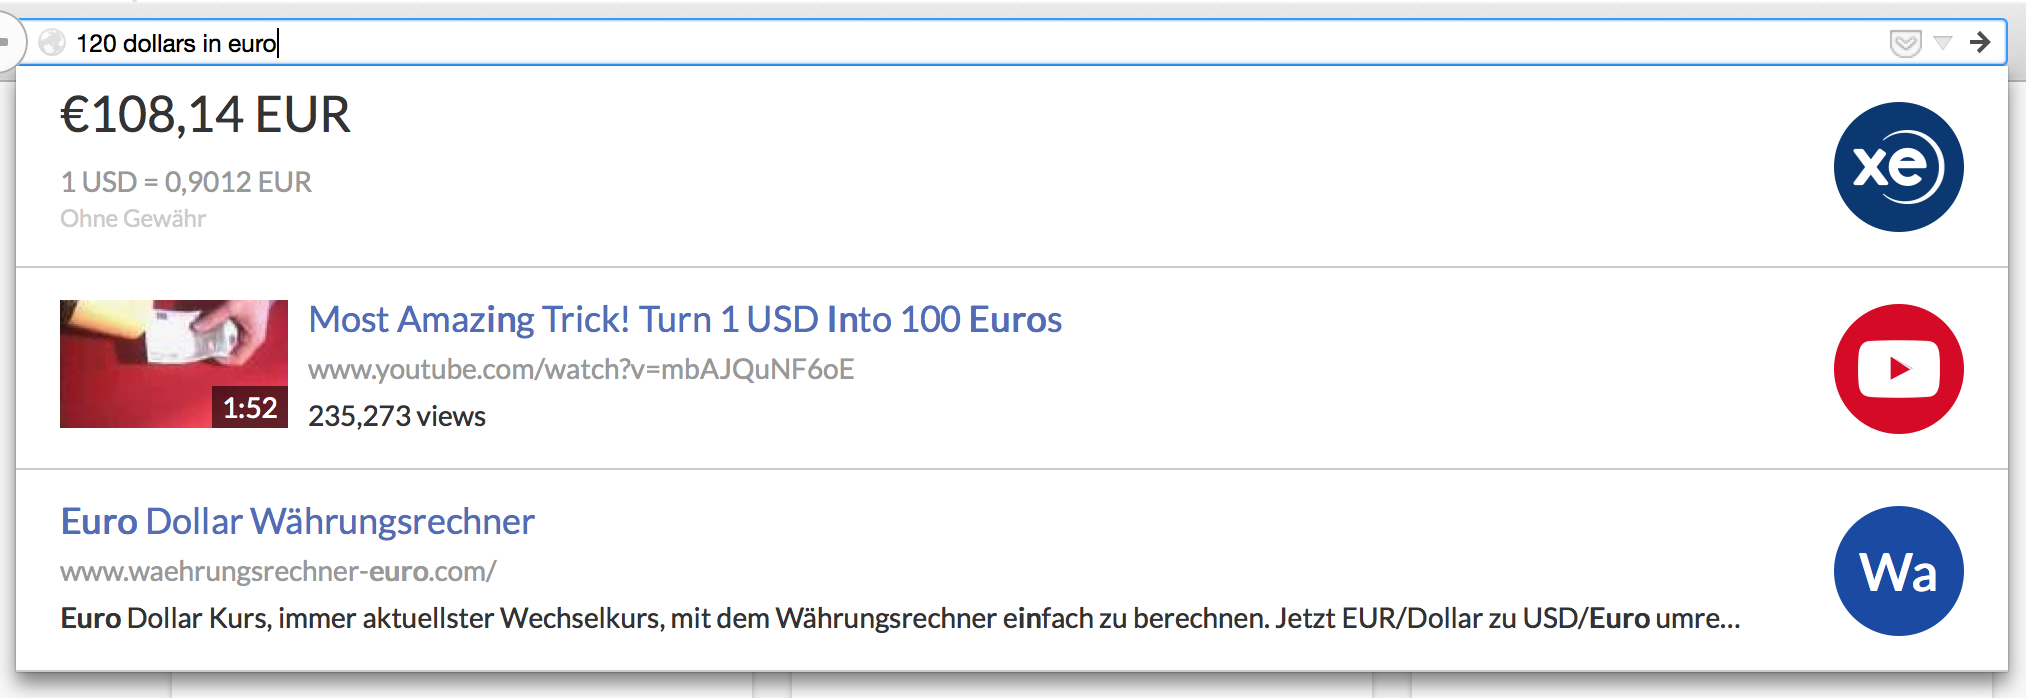 120 dollars in euro
€108,14 EUR
1 USD = 0,9012 EUR
Ohne Gewähr
xe
Most Amazing Trick! Turn 1 USD Into 100 Euros
www.youtube.com/watch?v=mbAJQuNF6oE
1:52
235,273 views
Euro Dollar Währungsrechner
www.waehrungsrechner-euro.com/
Euro Dollar Kurs, immer aktuellster Wechselkurs, mit dem Währungsrechner einfach zu berechnen. Jetzt EUR/Dollar zu USD/Euro umre...
Wa